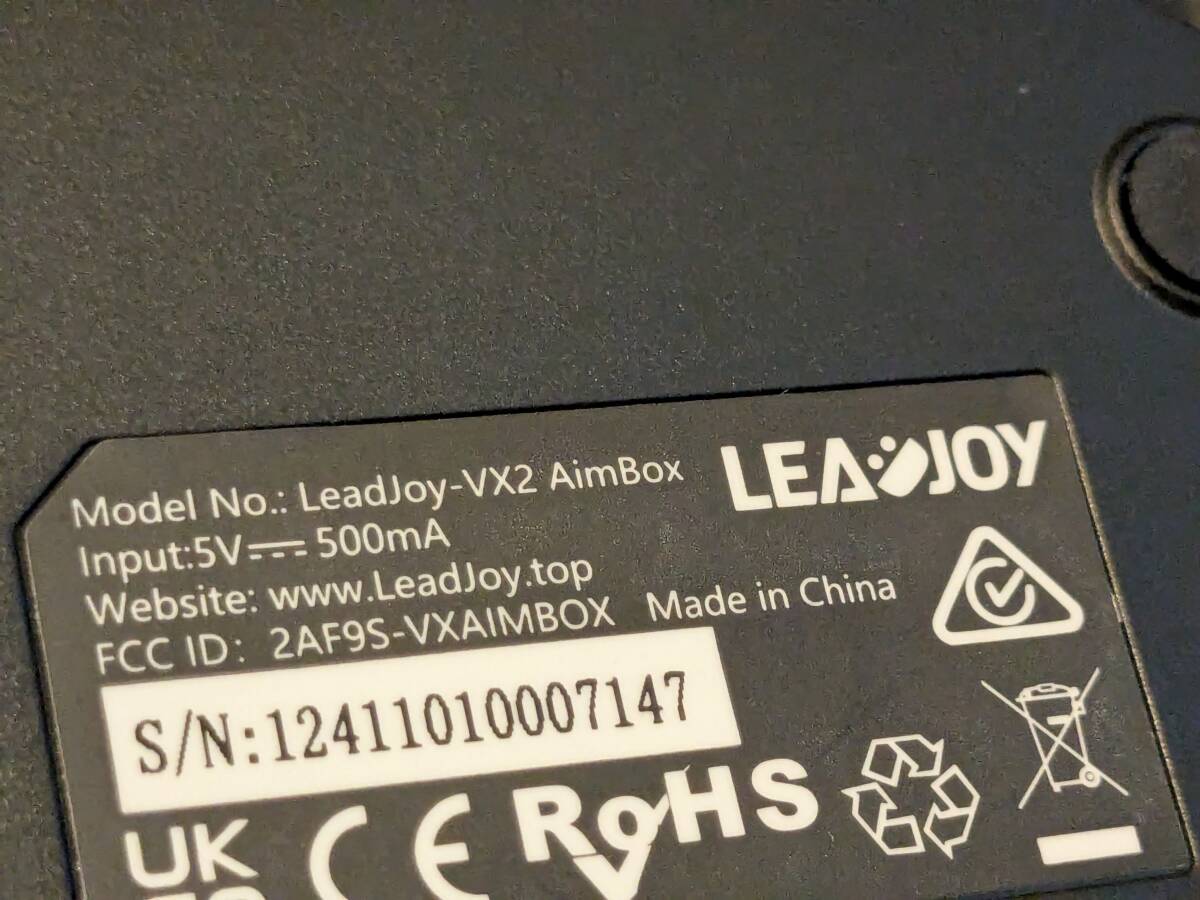 LEADJOY
Model No.: LeadJoy-VX2 AimBox
Input:5V⎓500mA
Website: www.LeadJoy.top
FCC ID: 2AF9S-VXAIMBOX Made in China
S/N:12411010007147
UK
CE RoHS